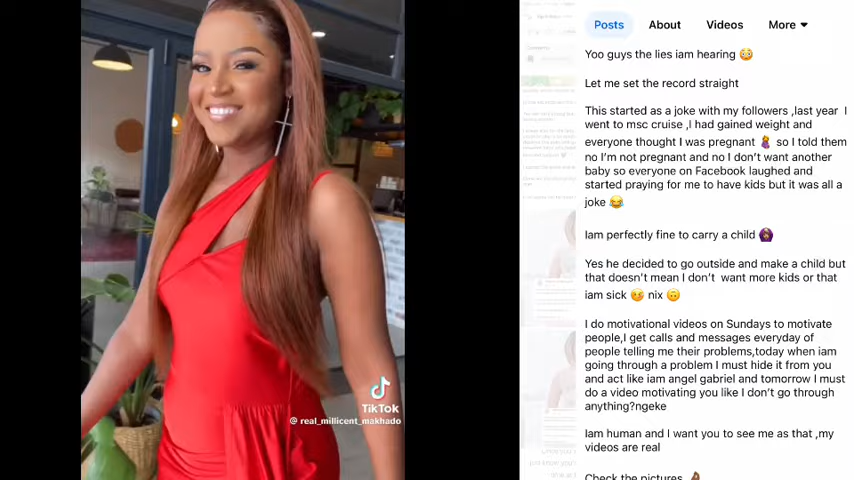 TikTok
@ real_millicent_makhado
Posts About Videos More
Yoo guys the lies iam hearing 😳
Let me set the record straight
This started as a joke with my followers ,last year I
went to msc cruise ,I had gained weight and
everyone thought I was pregnant 🤰 so I told them
no I'm not pregnant and no I don't want another
baby so everyone on Facebook laughed and
started praying for me to have kids but it was all a
joke 😂
Iam perfectly fine to carry a child 🙆🏾‍♀️
Yes he decided to go outside and make a child but
that doesn't mean I don't want more kids or that
iam sick 🤒 nix 🙃
I do motivational videos on Sundays to motivate
people,I get calls and messages everyday of
people telling me their problems,today when iam
going through a problem I must hide it from you
and act like iam angel gabriel and tomorrow I must
do a video motivating you like I don't go through
anything?ngeke
Iam human and I want you to see me as that ,my
videos are real
Check the pictures